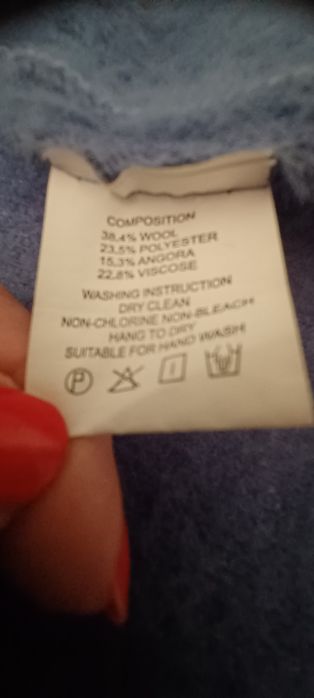 COMPOSITION
38,4% WOOL
23,5% POLYESTER
15,3% ANGORA
22,8% VISCOSE
WASHING INSTRUCTION
DRY CLEAN
NON-CHLORINE NON-BLEACH
HANG TO DRY
SUITABLE FOR HAND WASH
P